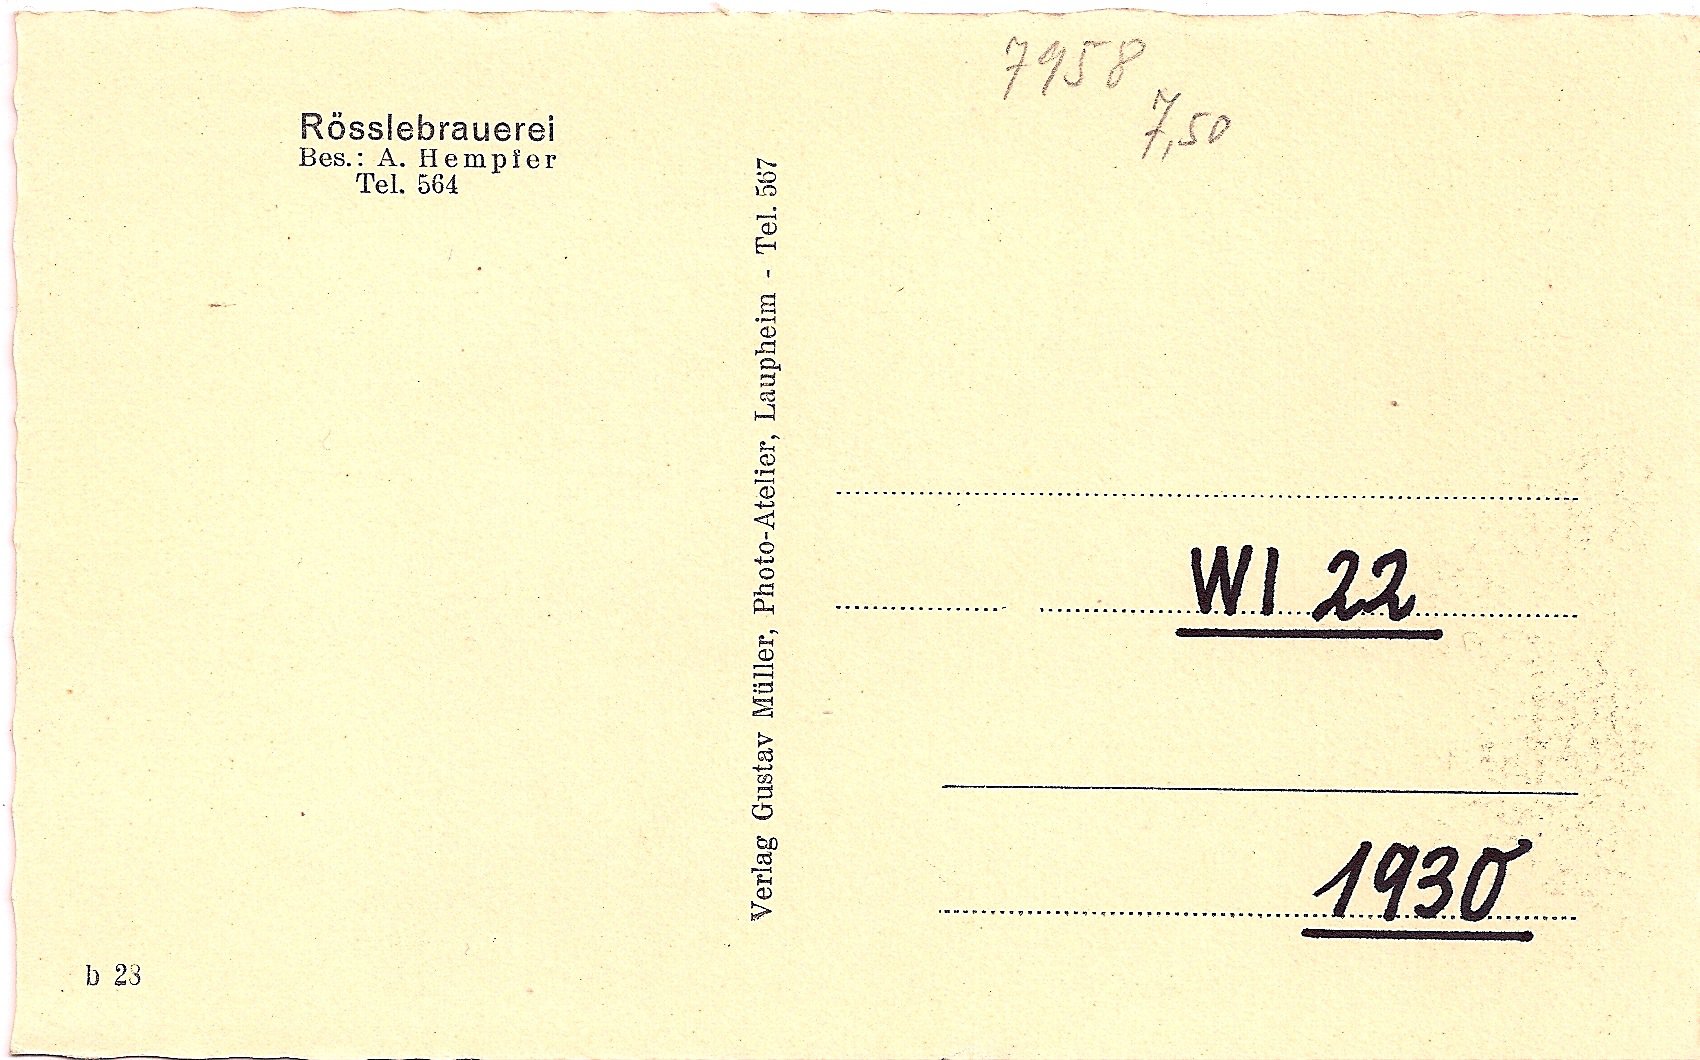 Rösslebrauerei
Bes.: A. Hempfer
Tel. 564
b 23
Verlag Gustav Müller, Photo-Atelier, Laupheim - Tel. 567
7958
7,50
WI 22
1930